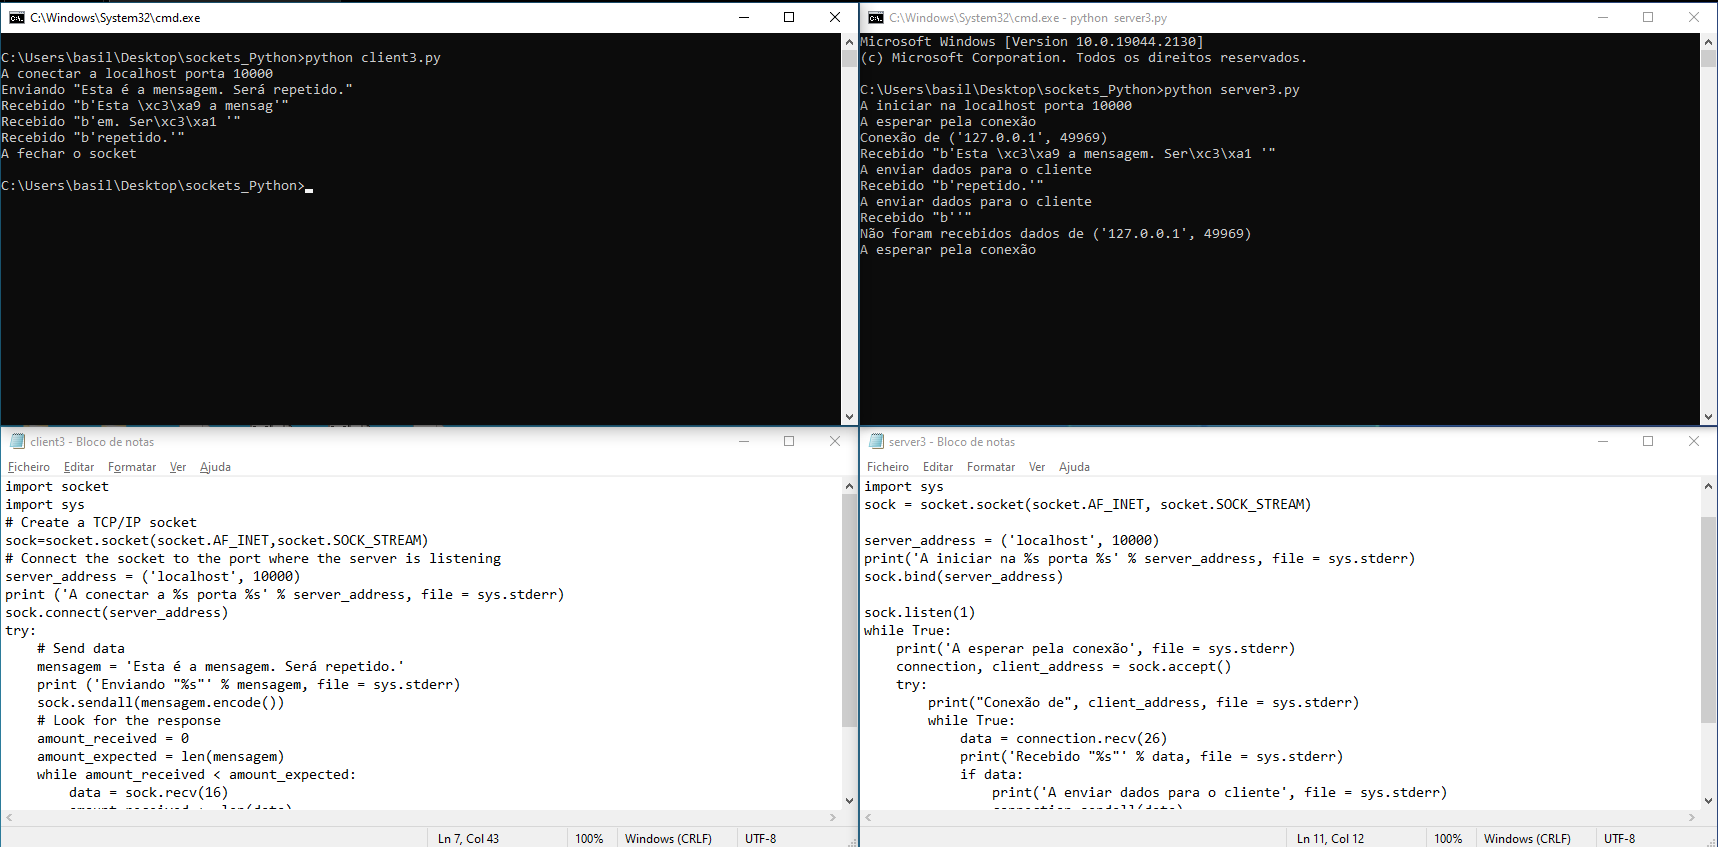 C:\Windows\System32\cmd.exe
C:\Users\basil\Desktop\sockets_Python>python client3.py
A conectar a localhost porta 10000
Enviando "Esta é a mensagem. Será repetido."
Recebido "b'Esta \xc3\xa9 a mensag'"
Recebido "b'em. Ser\xc3\xa1 '"
Recebido "b'repetido.'"
A fechar o socket
C:\Users\basil\Desktop\sockets_Python>
C:\Windows\System32\cmd.exe - python  server3.py
Microsoft Windows [Version 10.0.19044.2130]
(c) Microsoft Corporation. Todos os direitos reservados.
C:\Users\basil\Desktop\sockets_Python>python server3.py
A iniciar na localhost porta 10000
A esperar pela conexão
Conexão de ('127.0.0.1', 49969)
Recebido "b'Esta \xc3\xa9 a mensagem. Ser\xc3\xa1 '"
A enviar dados para o cliente
Recebido "b'repetido.'"
A enviar dados para o cliente
Recebido "b''"
Não foram recebidos dados de ('127.0.0.1', 49969)
A esperar pela conexão
client3 - Bloco de notas
Ficheiro Editar Formatar Ver Ajuda
import socket
import sys
# Create a TCP/IP socket
sock=socket.socket(socket.AF_INET,socket.SOCK_STREAM)
# Connect the socket to the port where the server is listening
server_address = ('localhost', 10000)
print ('A conectar a %s porta %s' % server_address, file = sys.stderr)
sock.connect(server_address)
try:
    # Send data
    mensagem = 'Esta é a mensagem. Será repetido.'
    print ('Enviando "%s"' % mensagem, file = sys.stderr)
    sock.sendall(mensagem.encode())
    # Look for the response
    amount_received = 0
    amount_expected = len(mensagem)
    while amount_received < amount_expected:
        data = sock.recv(16)
Ln 7, Col 43 100% Windows (CRLF) UTF-8
server3 - Bloco de notas
Ficheiro Editar Formatar Ver Ajuda
import sys
sock = socket.socket(socket.AF_INET, socket.SOCK_STREAM)
server_address = ('localhost', 10000)
print('A iniciar na %s porta %s' % server_address, file = sys.stderr)
sock.bind(server_address)
sock.listen(1)
while True:
    print('A esperar pela conexão', file = sys.stderr)
    connection, client_address = sock.accept()
    try:
        print("Conexão de", client_address, file = sys.stderr)
        while True:
            data = connection.recv(26)
            print('Recebido "%s"' % data, file = sys.stderr)
            if data:
                print('A enviar dados para o cliente', file = sys.stderr)
Ln 11, Col 12 100% Windows (CRLF) UTF-8